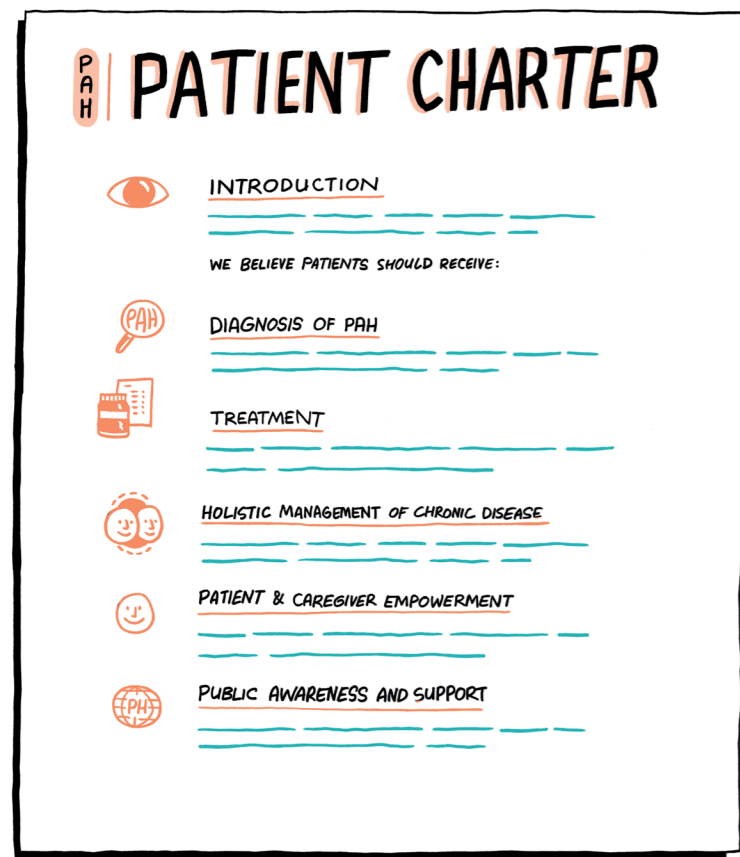 PAH
PATIENT CHARTER
INTRODUCTION
WE BELIEVE PATIENTS SHOULD RECEIVE:
PAH
DIAGNOSIS OF PAH
TREATMENT
HOLISTIC MANAGEMENT OF CHRONIC DISEASE
PATIENT & CAREGIVER EMPOWERMENT
PH
PUBLIC AWARENESS AND SUPPORT